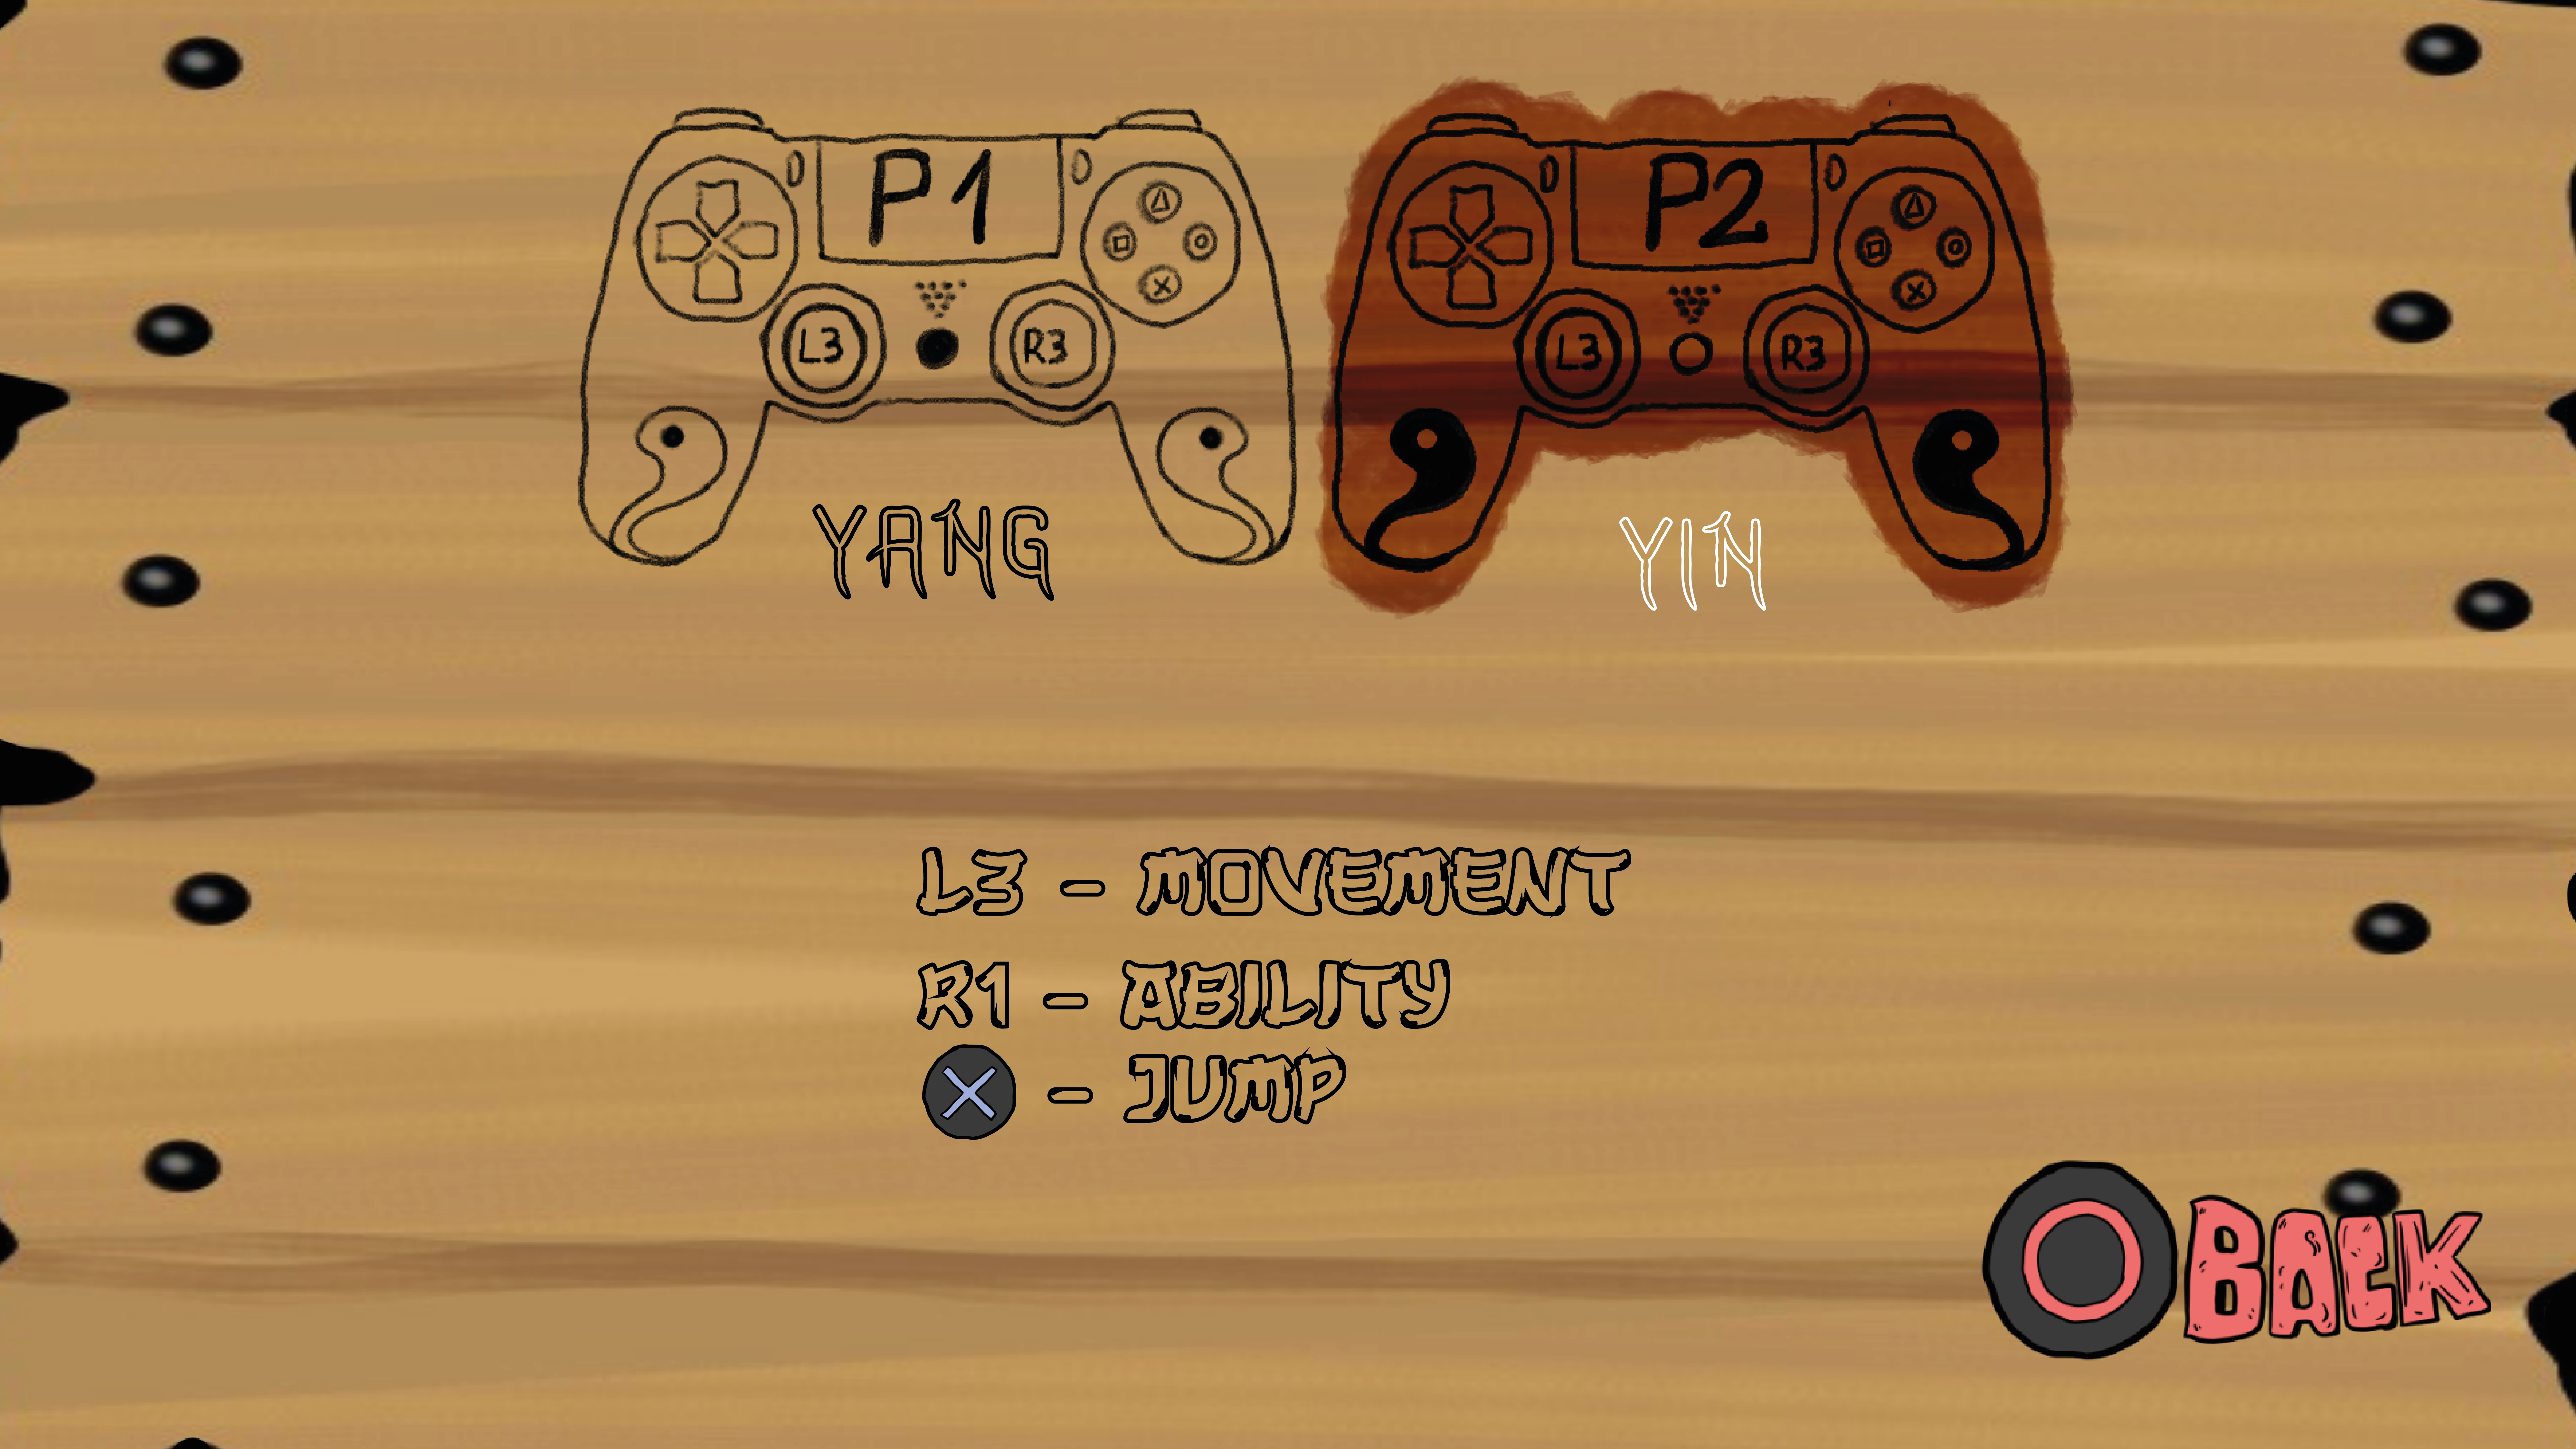 P1 P2
L3 R3 L3 R3
YANG YIN
L3 - MOVEMENT
R1 - ABILITY
X - JUMP
BACK